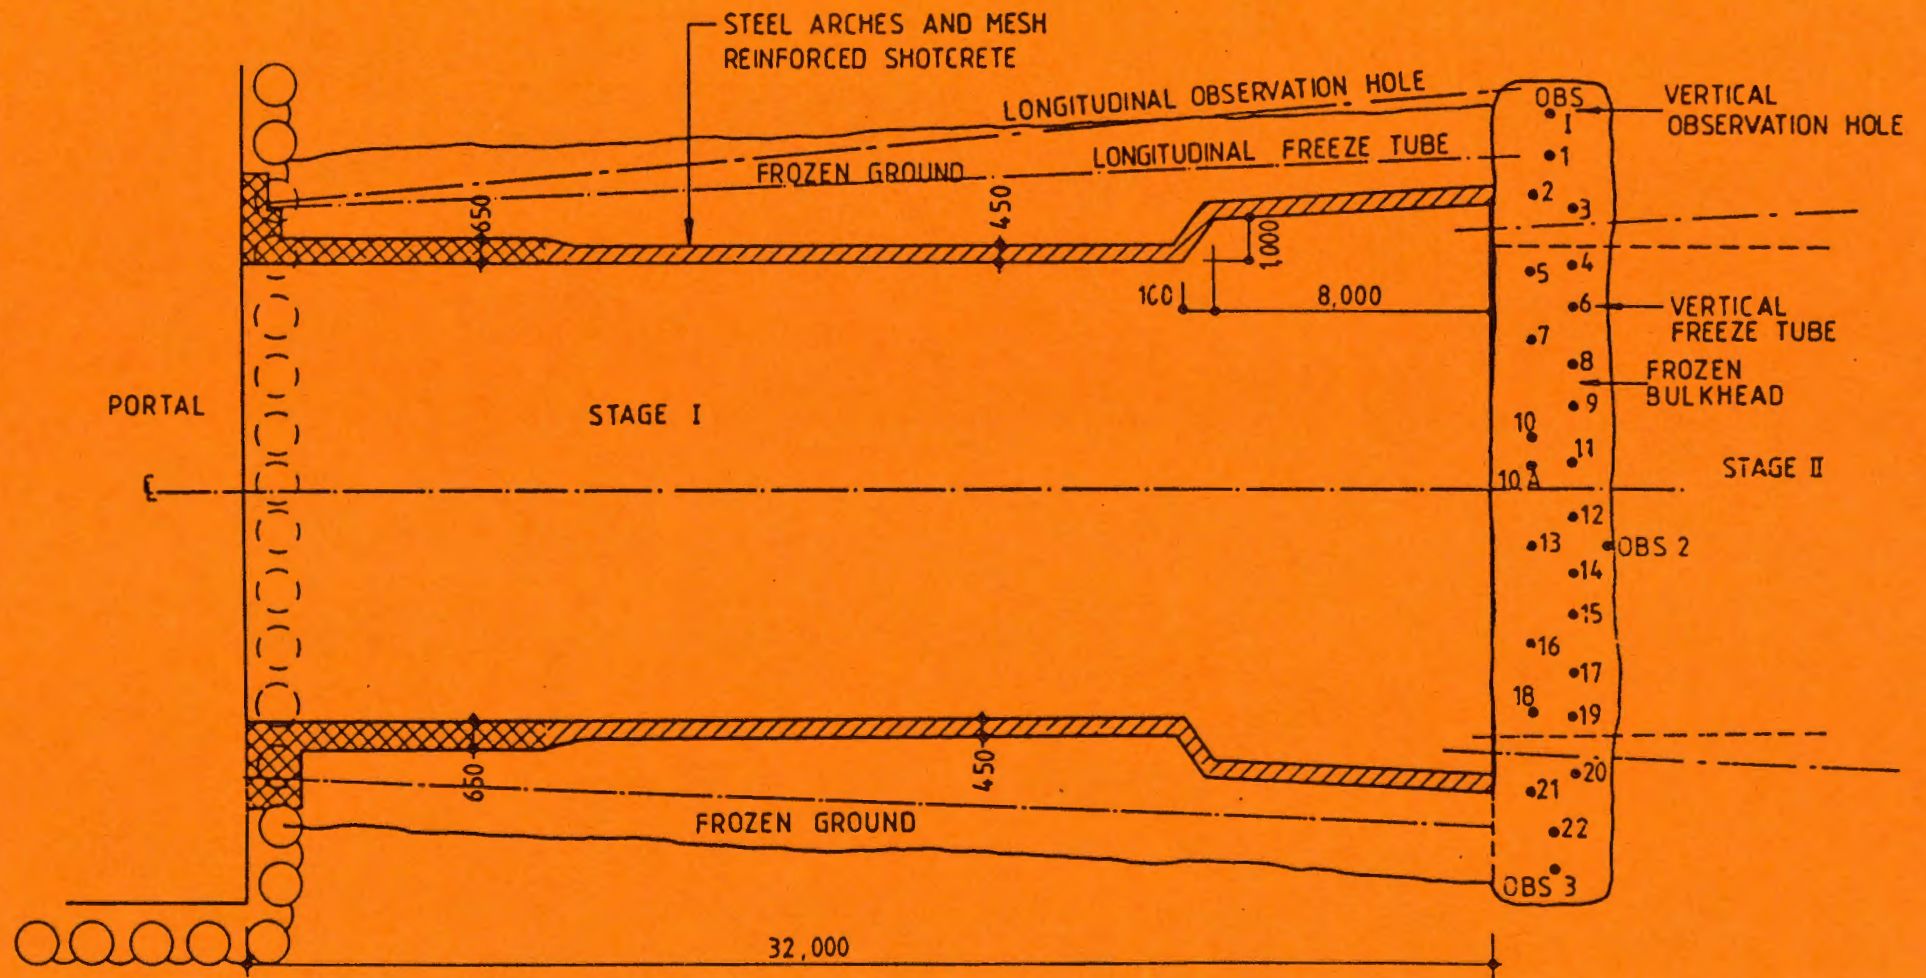 STEEL ARCHES AND MESH
REINFORCED SHOTCRETE
LONGITUDINAL OBSERVATION HOLE
OBS
I
VERTICAL
OBSERVATION HOLE
LONGITUDINAL FREEZE TUBE
FROZEN GROUND
1
2
3
650
450
1,000
100
8,000
4
5
6
VERTICAL
FREEZE TUBE
7
8
FROZEN
BULKHEAD
9
PORTAL
STAGE I
10
11
10 A
STAGE II
℄
12
13
OBS 2
14
15
16
17
18
19
20
21
650
450
FROZEN GROUND
22
OBS 3
32,000